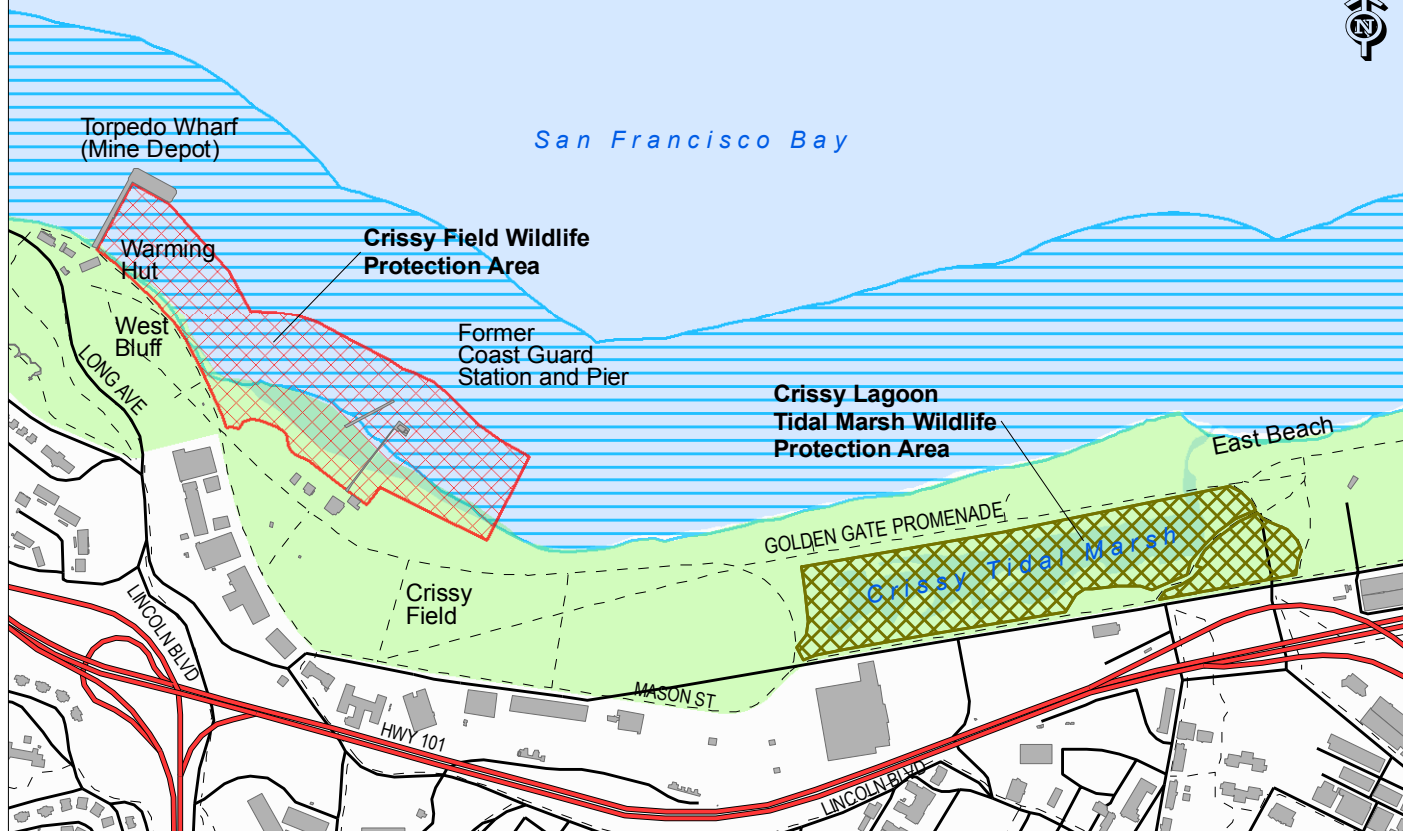 N
San Francisco Bay
Torpedo Wharf
(Mine Depot)
Crissy Field Wildlife
Protection Area
Warming
Hut
West
Bluff
Former
Coast Guard
Station and Pier
LONG AVE
Crissy Lagoon
Tidal Marsh Wildlife
Protection Area
East Beach
GOLDEN GATE PROMENADE
Crissy Tidal Marsh
Crissy
Field
LINCOLN BLVD
MASON ST
HWY 101
LINCOLN BLVD